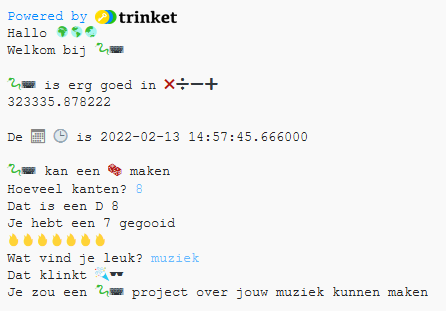 Powered by trinket
Hallo 🌍🌎🌏
Welkom bij 🐍⌨️
🐍⌨️ is erg goed in ❌➗➖➕
323335.878222
De 📅 🕒 is 2022-02-13 14:57:45.666000
🐍⌨️ kan een 🎲 maken
Hoeveel kanten? 8
Dat is een D 8
Je hebt een 7 gegooid
🔥🔥🔥🔥🔥🔥🔥
Wat vind je leuk? muziek
Dat klinkt 🎨🕶️
Je zou een 🐍⌨️ project over jouw muziek kunnen maken